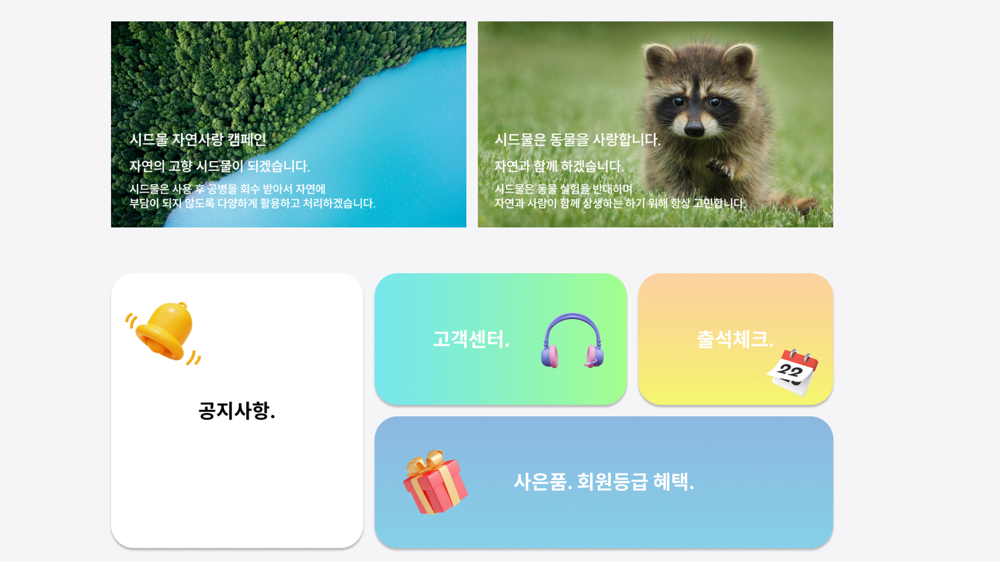 시드물 자연사랑 캠페인
자연의 고향 시드물이 되겠습니다.
시드물은 사용 후 공병을 회수 받아서 자연에
부담이 되지 않도록 다양하게 활용하고 처리하겠습니다.
시드물은 동물을 사랑합니다.
자연과 함께 하겠습니다.
시드물은 동물 실험을 반대하며
자연과 사람이 함께 상생하는 하기 위해 항상 고민합니다.
공지사항.
고객센터.
출석체크.
22
사은품. 회원등급 혜택.